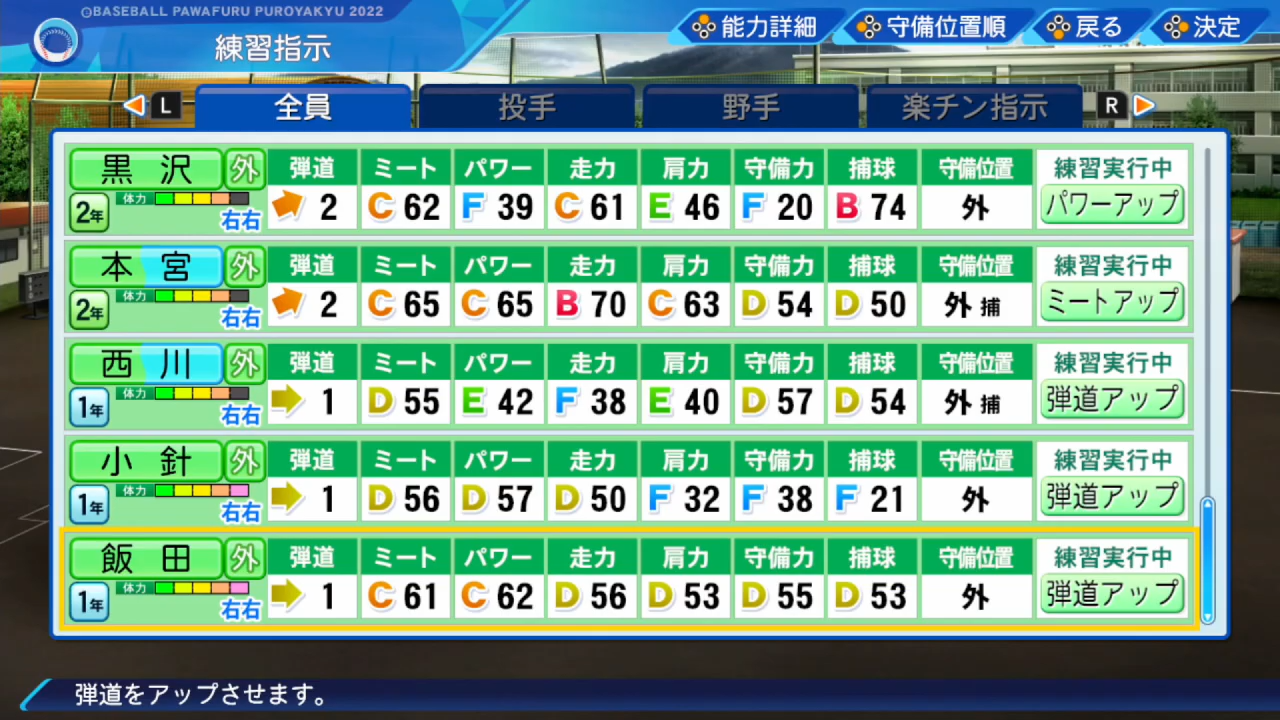 ©BASEBALL PAWAFURU PUROYAKYU 2022
練習指示
能力詳細 守備位置順 戻る 決定
L 全員 投手 野手 楽チン指示 R
黒沢 外 弾道 ミート パワー 走力 肩力 守備力 捕球 守備位置 練習実行中
2年 体力 右右 2 C 62 F 39 C 61 E 46 F 20 B 74 外 パワーアップ
本宮 外 弾道 ミート パワー 走力 肩力 守備力 捕球 守備位置 練習実行中
2年 体力 右右 2 C 65 C 65 B 70 C 63 D 54 D 50 外 捕 ミートアップ
西川 外 弾道 ミート パワー 走力 肩力 守備力 捕球 守備位置 練習実行中
1年 体力 右右 1 D 55 E 42 F 38 E 40 D 57 D 54 外 捕 弾道アップ
小針 外 弾道 ミート パワー 走力 肩力 守備力 捕球 守備位置 練習実行中
1年 体力 右右 1 D 56 D 57 D 50 F 32 F 38 F 21 外 弾道アップ
飯田 外 弾道 ミート パワー 走力 肩力 守備力 捕球 守備位置 練習実行中
1年 体力 右右 1 C 61 C 62 D 56 D 53 D 55 D 53 外 弾道アップ
弾道をアップさせます。